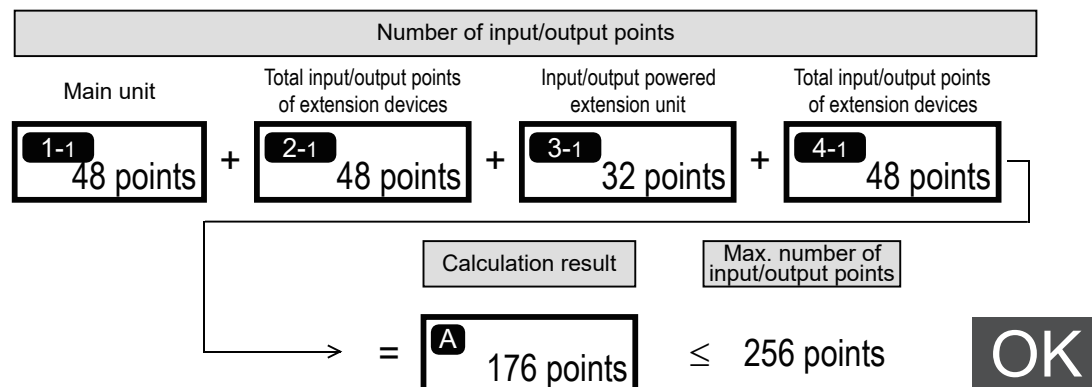 Number of input/output points
Main unit
Total input/output points
of extension devices
Input/output powered
extension unit
Total input/output points
of extension devices
1-1
48 points
+
2-1
48 points
+
3-1
32 points
+
4-1
48 points
Calculation result
Max. number of
input/output points
=
A
176 points
≤
256 points
OK